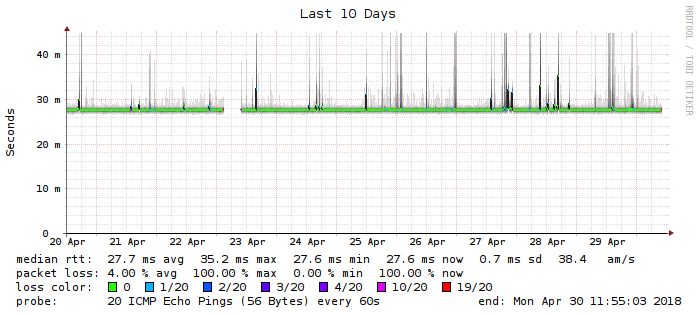 Last 10 Days
RRDTOOL / TOBI OETIKER
Seconds
40 m
30 m
20 m
10 m
0
20 Apr 21 Apr 22 Apr 23 Apr 24 Apr 25 Apr 26 Apr 27 Apr 28 Apr 29 Apr
median rtt: 27.7 ms avg 35.2 ms max 27.6 ms min 27.6 ms now 0.7 ms sd 38.4 am/s
packet loss: 4.00 % avg 100.00 % max 0.00 % min 100.00 % now
loss color: 0 1/20 2/20 3/20 4/20 10/20 19/20
probe: 20 ICMP Echo Pings (56 Bytes) every 60s end: Mon Apr 30 11:55:03 2018